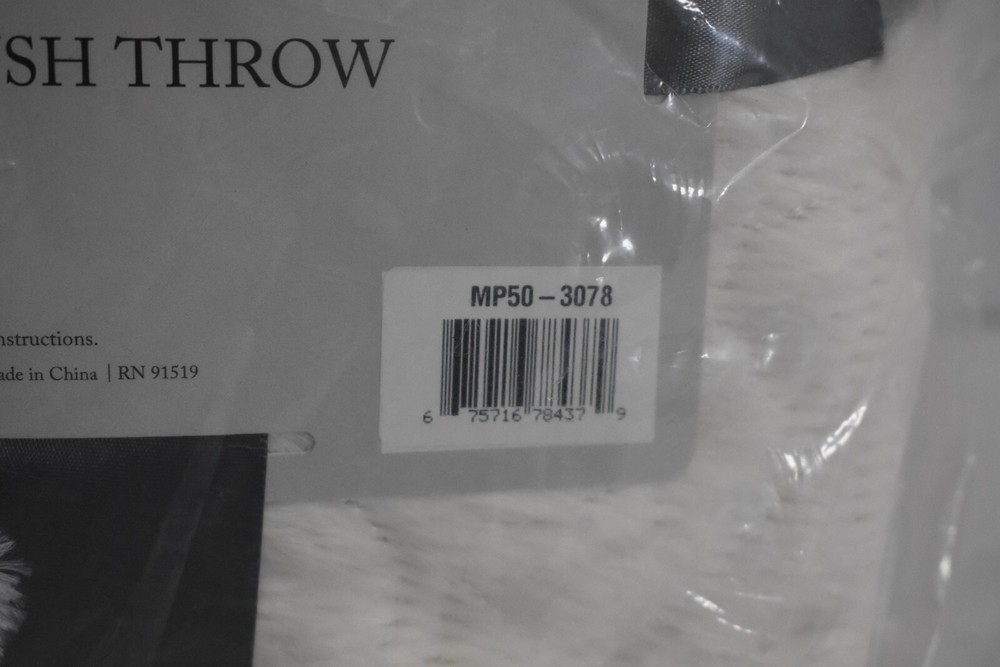 SH THROW
MP50-3078
nstructions.
ade in China | RN 91519
6 75716 78437 9